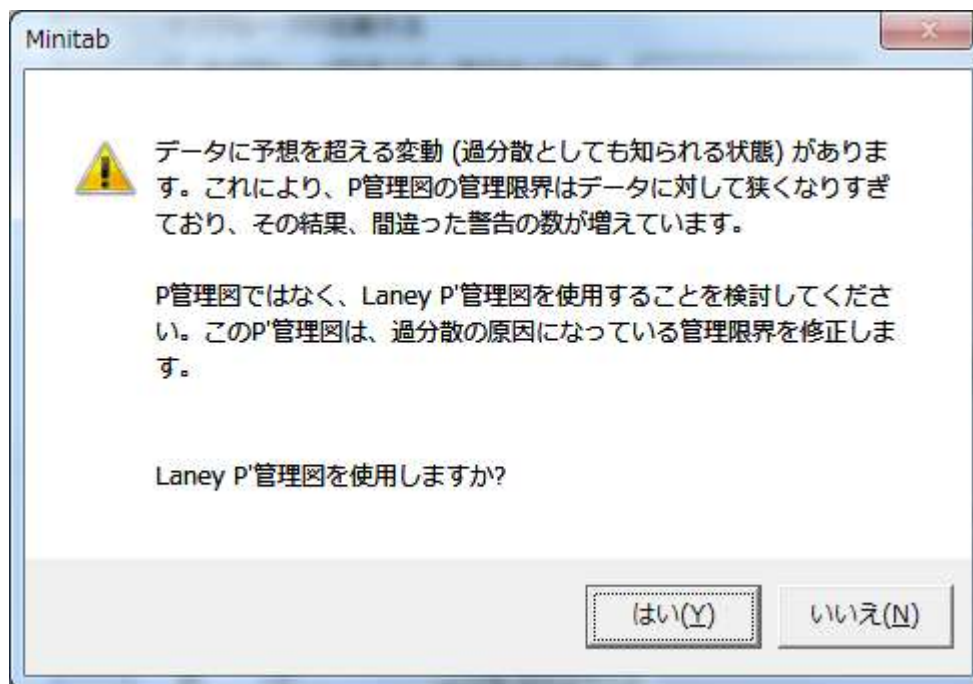 Minitab
データに予想を超える変動 (過分散としても知られる状態) がありま
す。これにより、P管理図の管理限界はデータに対して狭くなりすぎ
ており、その結果、間違った警告の数が増えています。
P管理図ではなく、Laney P'管理図を使用することを検討してくださ
い。このP'管理図は、過分散の原因になっている管理限界を修正しま
す。
Laney P'管理図を使用しますか?
はい(Y)
いいえ(N)